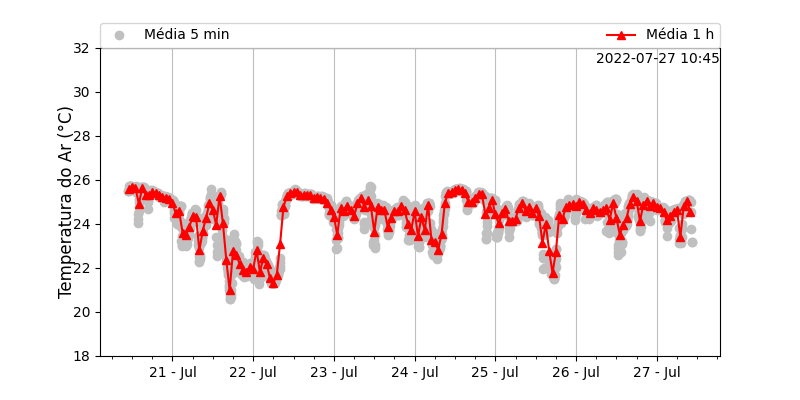 Média 5 min
Média 1 h
2022-07-27 10:45
Temperatura do Ar (°C)
32
30
28
26
24
22
20
18
21 - Jul
22 - Jul
23 - Jul
24 - Jul
25 - Jul
26 - Jul
27 - Jul